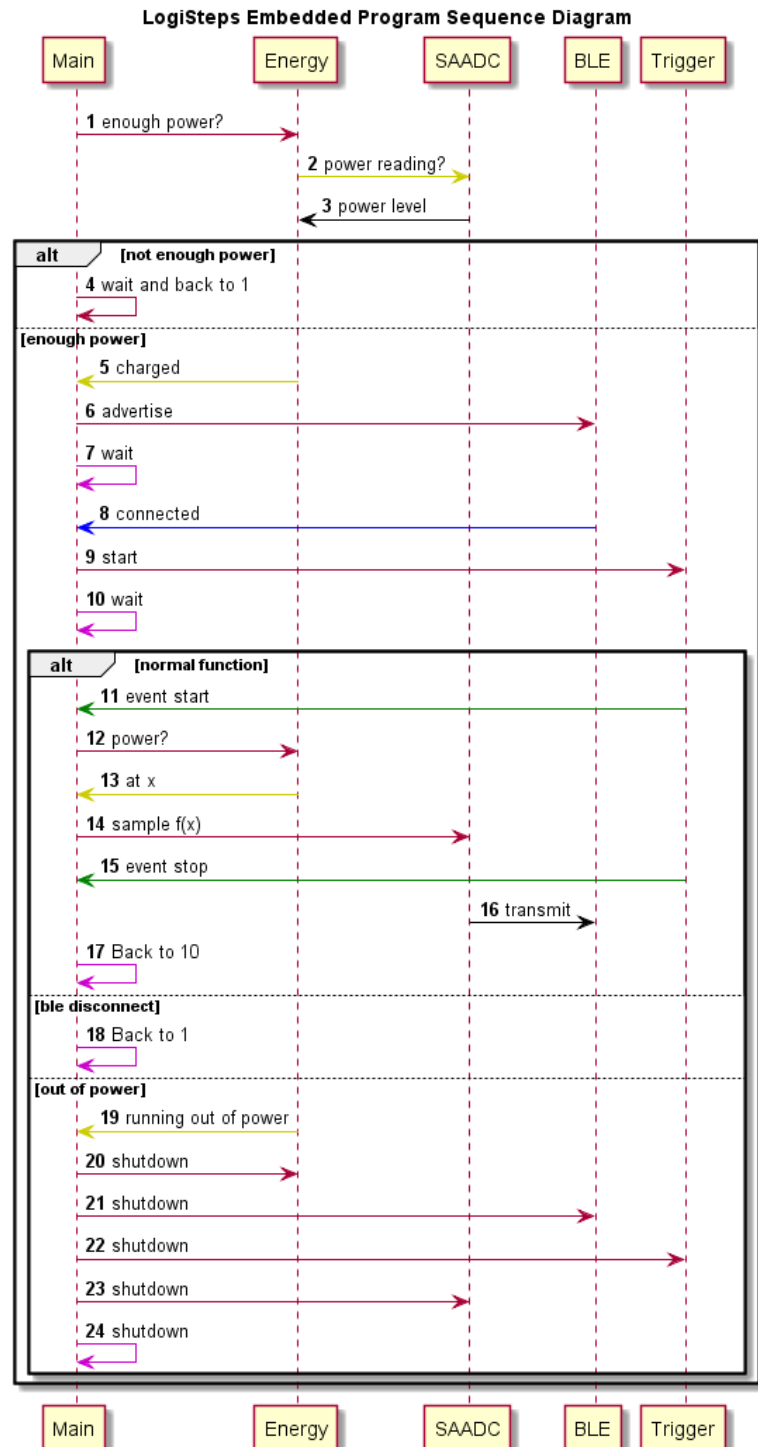 LogiSteps Embedded Program Sequence Diagram
Main Energy SAADC BLE Trigger
1 enough power?
2 power reading?
3 power level
alt [not enough power]
4 wait and back to 1
[enough power]
5 charged
6 advertise
7 wait
8 connected
9 start
10 wait
alt [normal function]
11 event start
12 power?
13 at x
14 sample f(x)
15 event stop
16 transmit
17 Back to 10
[ble disconnect]
18 Back to 1
[out of power]
19 running out of power
20 shutdown
21 shutdown
22 shutdown
23 shutdown
24 shutdown
Main Energy SAADC BLE Trigger